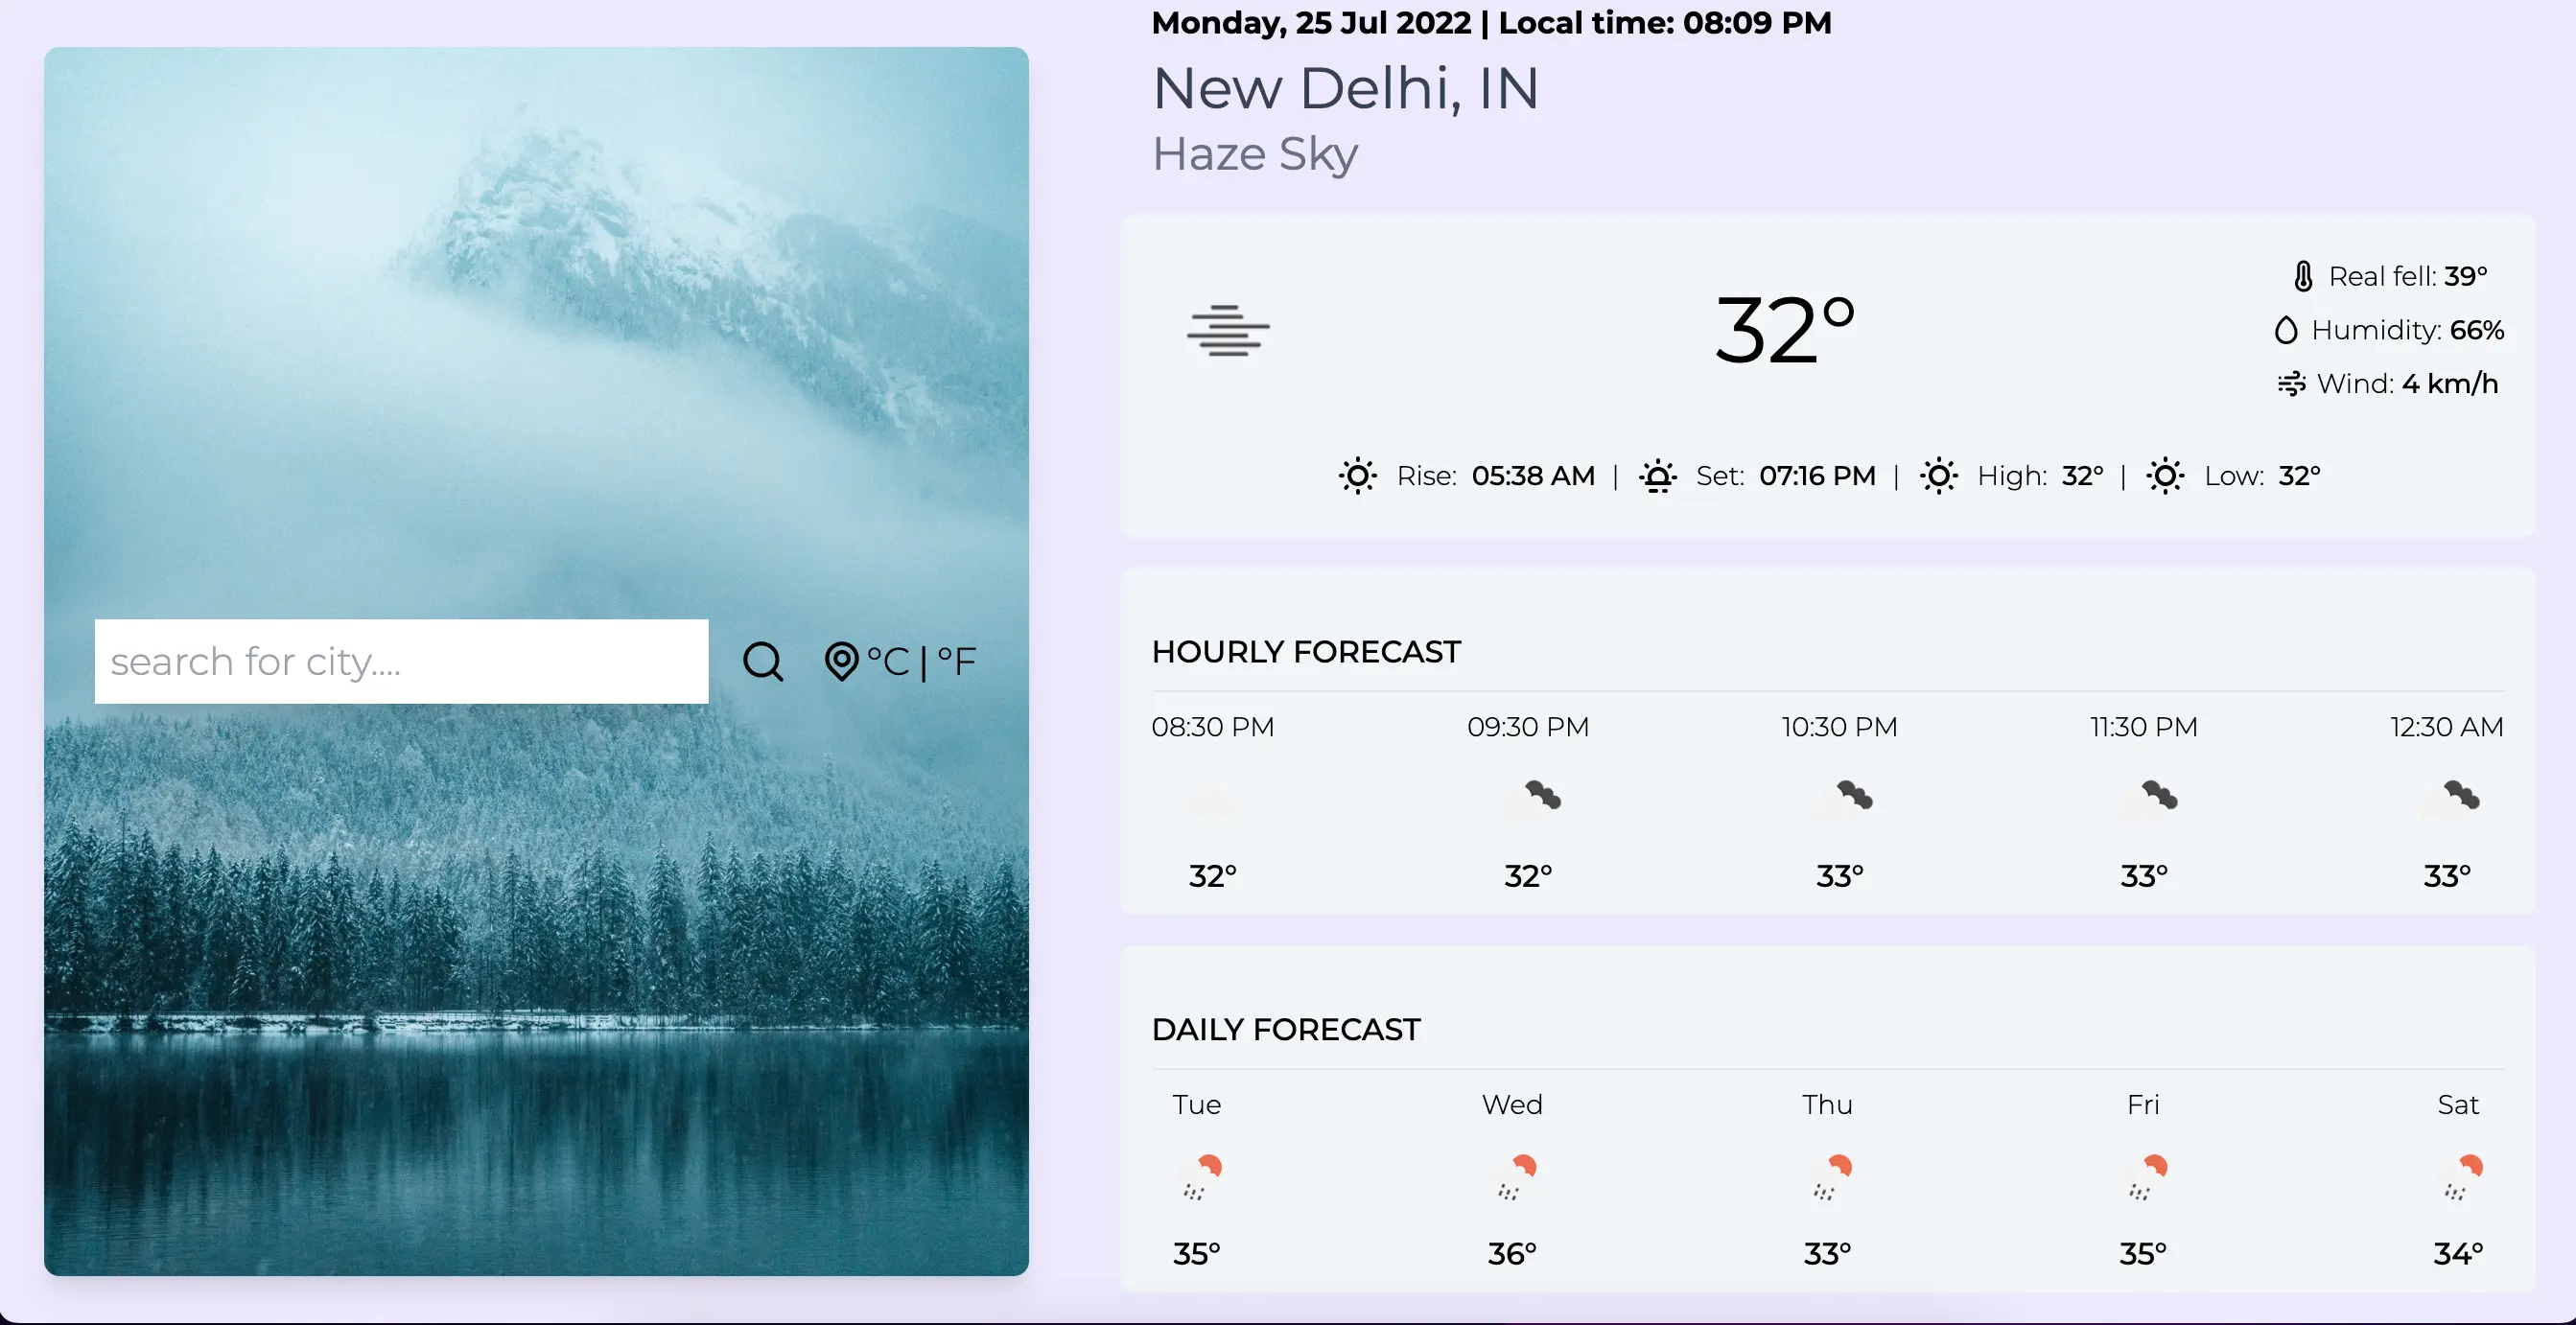 Monday, 25 Jul 2022 | Local time: 08:09 PM
New Delhi, IN
Haze Sky
32°
Real fell: 39°
Humidity: 66%
Wind: 4 km/h
Rise: 05:38 AM | Set: 07:16 PM | High: 32° | Low: 32°
search for city....
°C | °F
HOURLY FORECAST
08:30 PM 09:30 PM 10:30 PM 11:30 PM 12:30 AM
32° 32° 33° 33° 33°
DAILY FORECAST
Tue Wed Thu Fri Sat
35° 36° 33° 35° 34°